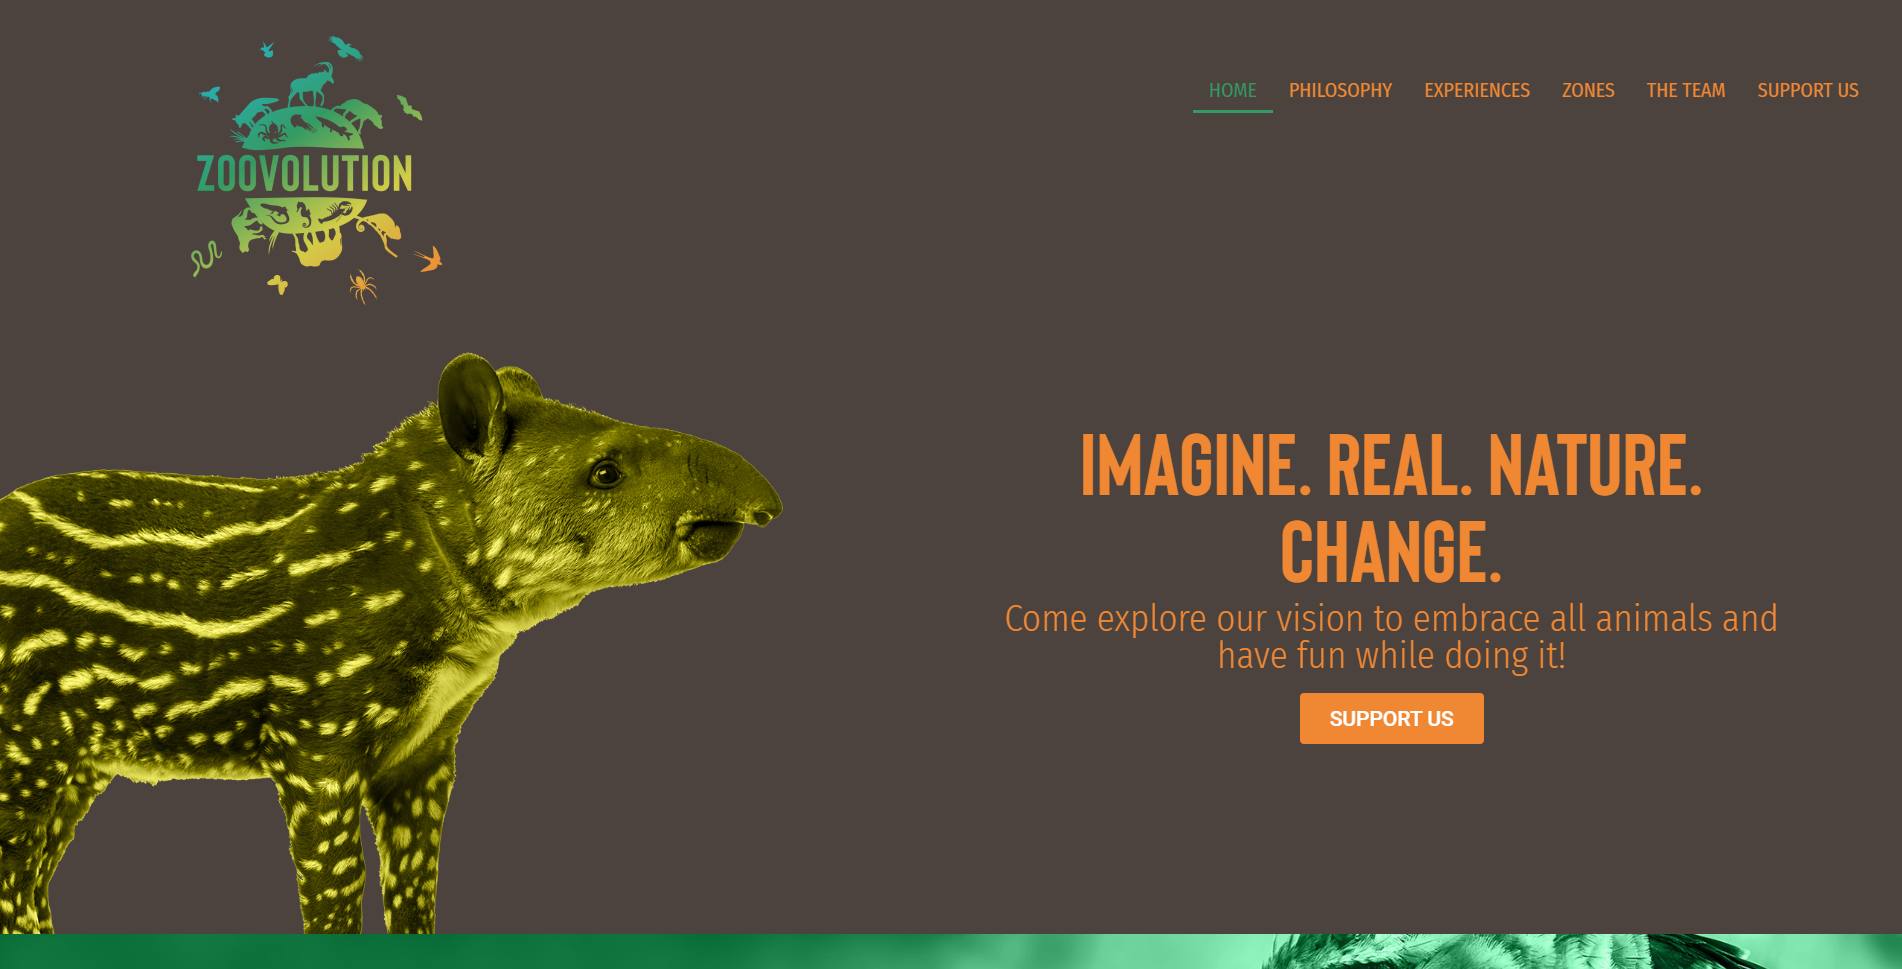 ZOOVOLUTION
HOME PHILOSOPHY EXPERIENCES ZONES THE TEAM SUPPORT US
IMAGINE. REAL. NATURE.
CHANGE.
Come explore our vision to embrace all animals and
have fun while doing it!
SUPPORT US